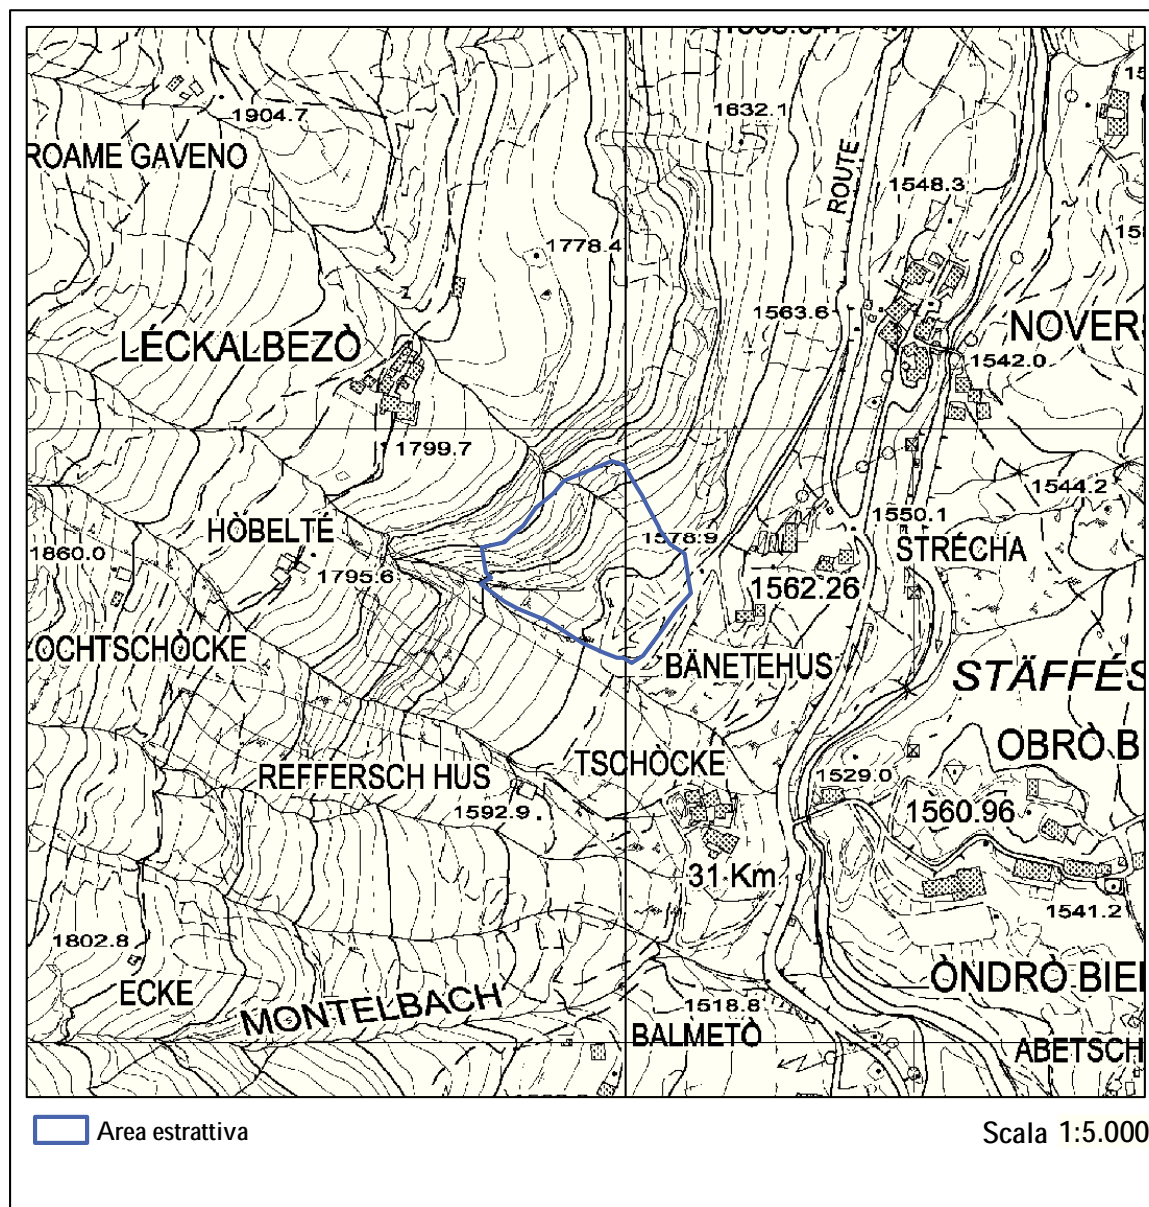 1632.1
1904.7
ROAME GAVENO
ROUTE
1548.3
1778.4
1563.6
NOVER
LÉCKALBEZÒ
1542.0
1799.7
1544.2
1550.1
HÒBELTÉ
1578.9
STRÉCHA
1860.0
1795.6
1562.26
OCHTSCHÒCKE
BÄNETEHUS
STÄFFÉS
OBRÒ B
TSCHÒCKE
REFFERSCH HUS
1529.0
1592.9
1560.96
31 Km
1541.2
1802.8
ECKE
MONTELBACH
ÒNDRÒ BIE
1518.8
BALMETÒ
ABETSCH
Area estrattiva
Scala 1:5.000